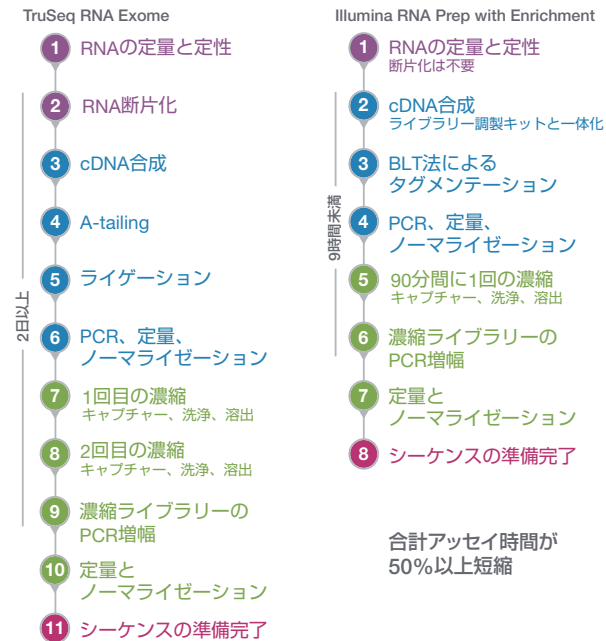 TruSeq RNA Exome
1 RNAの定量と定性
2 RNA断片化
3 cDNA合成
4 A-tailing
5 ライゲーション
6 PCR、定量、
ノーマライゼーション
7 1回目の濃縮
キャプチャー、洗浄、溶出
8 2回目の濃縮
キャプチャー、洗浄、溶出
9 濃縮ライブラリーの
PCR増幅
10 定量と
ノーマライゼーション
11 シーケンスの準備完了
2日以上
Illumina RNA Prep with Enrichment
1 RNAの定量と定性
断片化は不要
2 cDNA合成
ライブラリー調製キットと一体化
3 BLT法による
タグメンテーション
4 PCR、定量、
ノーマライゼーション
5 90分間に1回の濃縮
キャプチャー、洗浄、溶出
6 濃縮ライブラリーの
PCR増幅
7 定量と
ノーマライゼーション
8 シーケンスの準備完了
9時間未満
合計アッセイ時間が
50%以上短縮